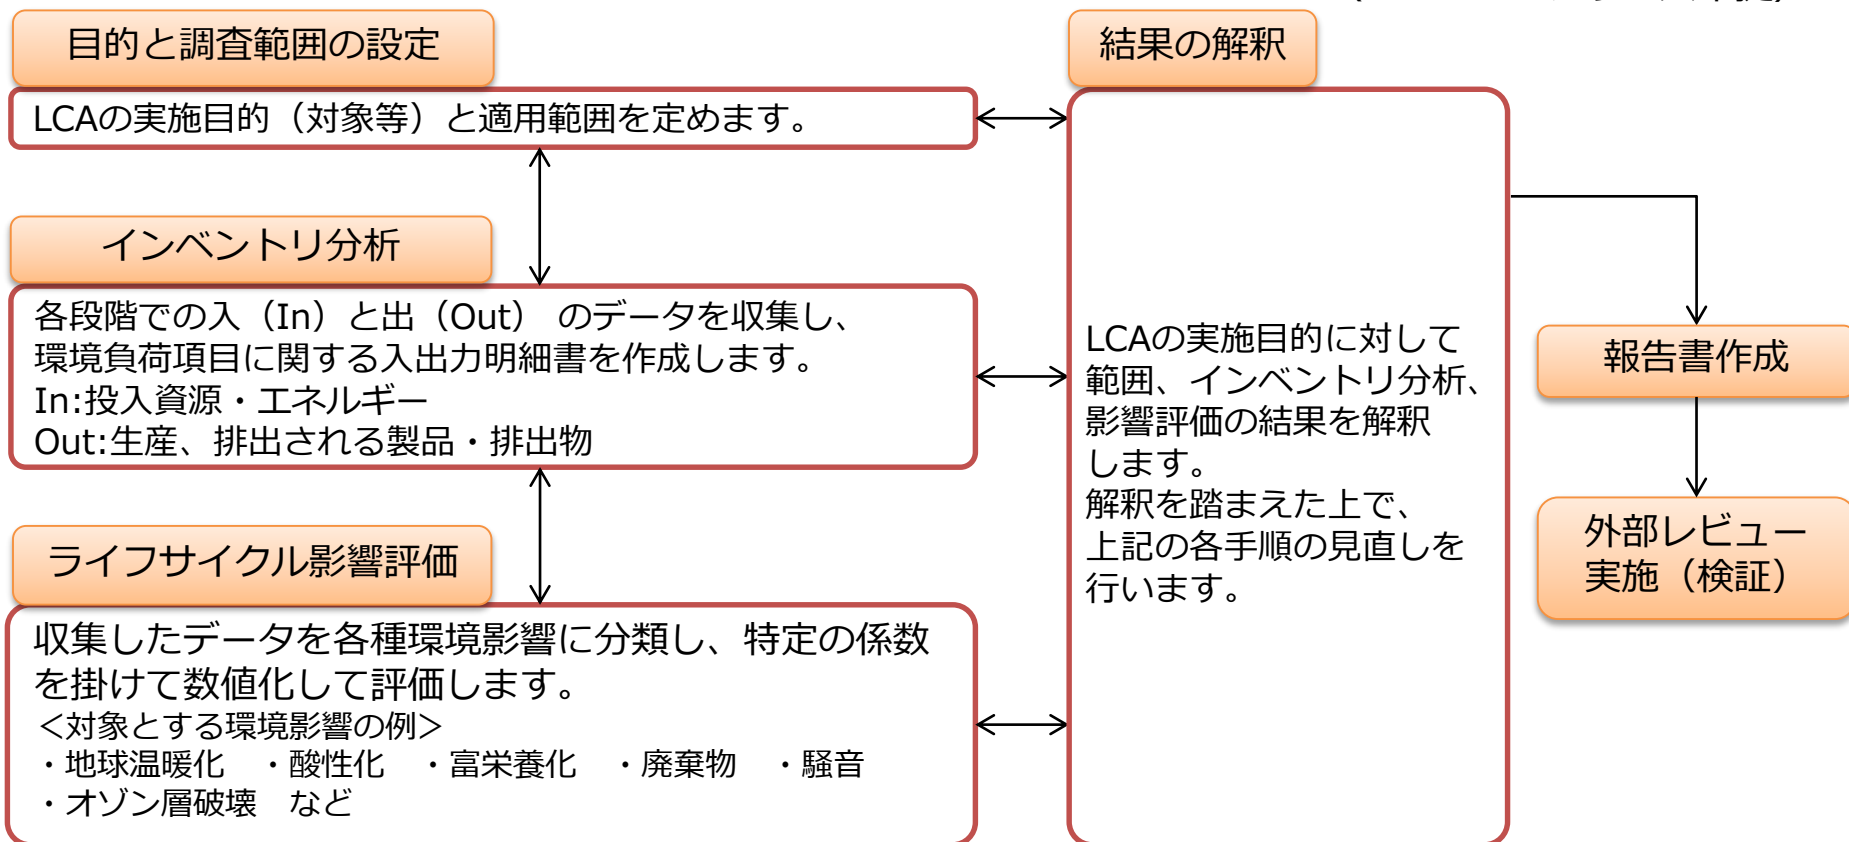 目的と調査範囲の設定
LCAの実施目的（対象等）と適用範囲を定めます。
インベントリ分析
各段階での入（In）と出（Out） のデータを収集し、
環境負荷項目に関する入出力明細書を作成します。
In:投入資源・エネルギー
Out:生産、排出される製品・排出物
ライフサイクル影響評価
収集したデータを各種環境影響に分類し、特定の係数
を掛けて数値化して評価します。
＜対象とする環境影響の例＞
・地球温暖化　・酸性化　・富栄養化　・廃棄物　・騒音
・オゾン層破壊　など
結果の解釈
LCAの実施目的に対して
範囲、インベントリ分析、
影響評価の結果を解釈
します。
解釈を踏まえた上で、
上記の各手順の見直しを
行います。
報告書作成
外部レビュー
実施（検証）